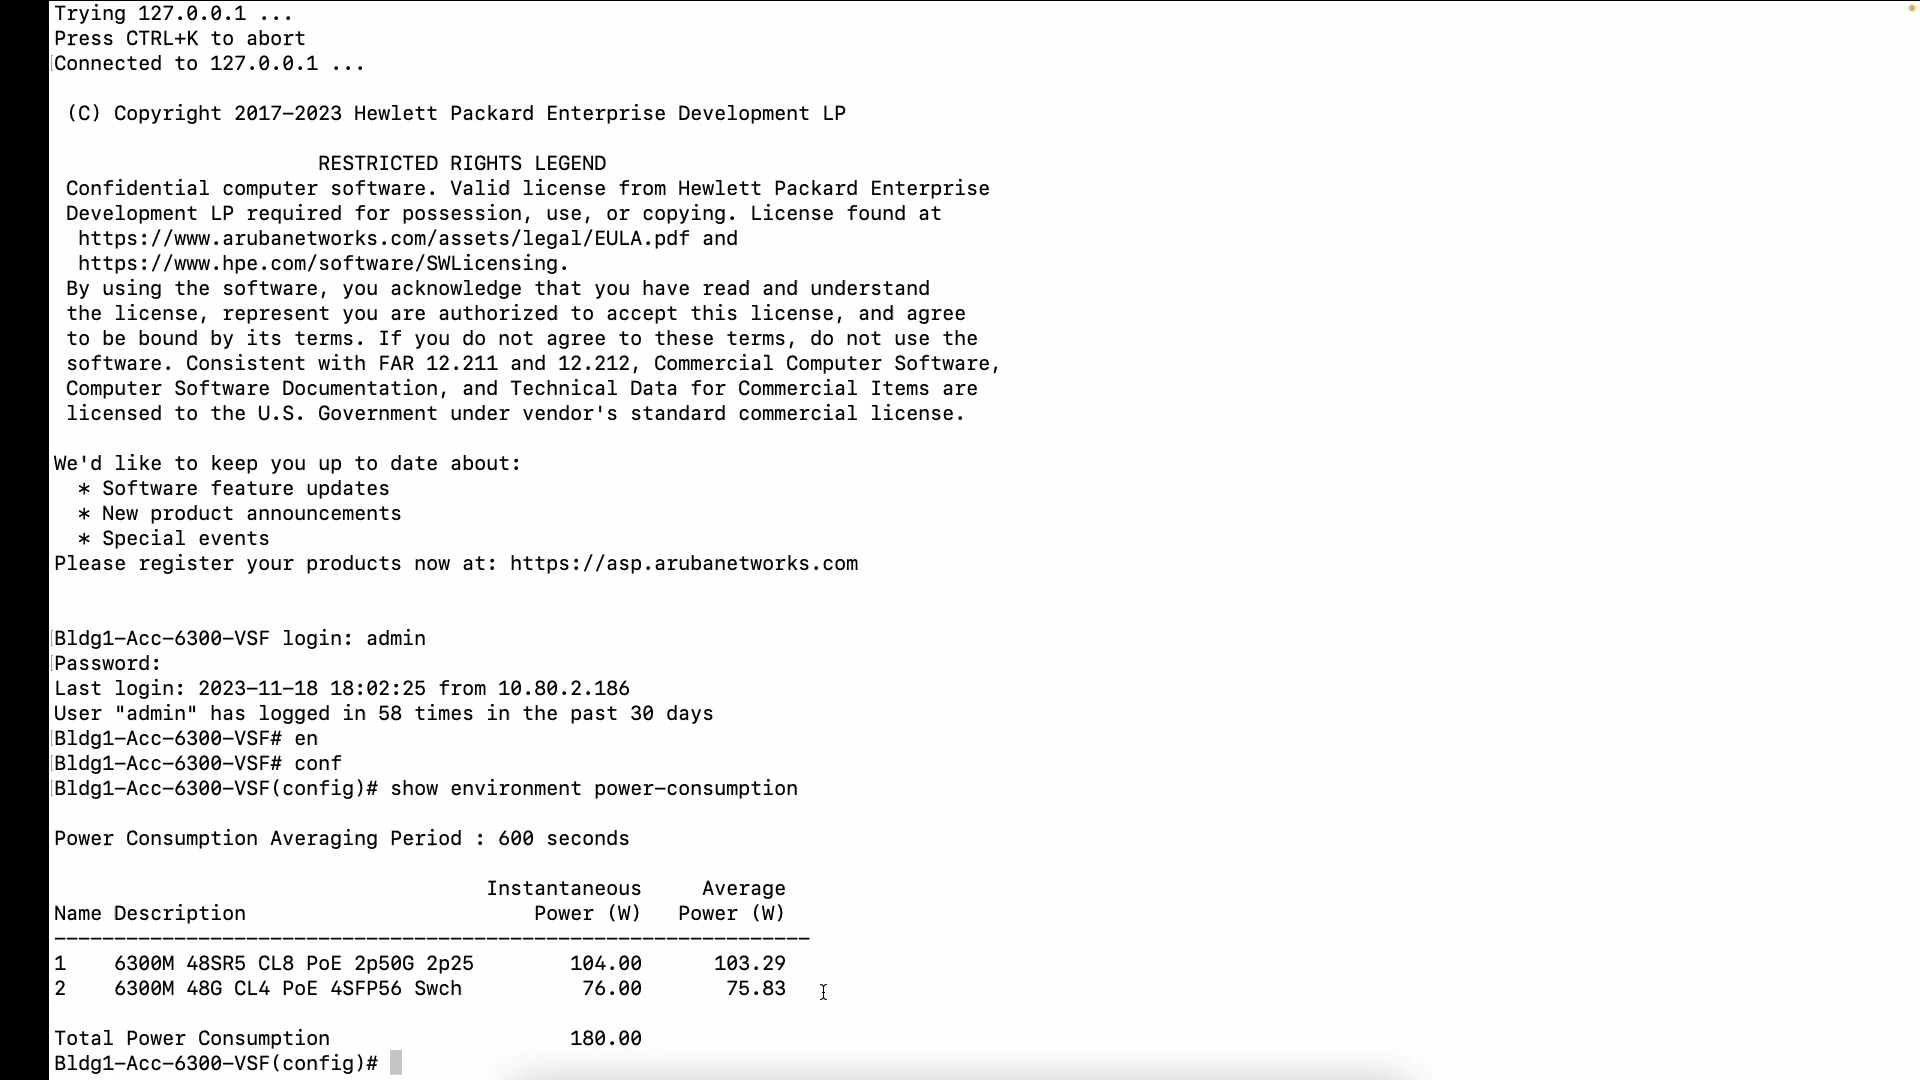 Trying 127.0.0.1 ...
Press CTRL+K to abort
Connected to 127.0.0.1 ...
(C) Copyright 2017-2023 Hewlett Packard Enterprise Development LP
RESTRICTED RIGHTS LEGEND
Confidential computer software. Valid license from Hewlett Packard Enterprise
Development LP required for possession, use, or copying. License found at
https://www.arubanetworks.com/assets/legal/EULA.pdf and
https://www.hpe.com/software/SWLicensing.
By using the software, you acknowledge that you have read and understand
the license, represent you are authorized to accept this license, and agree
to be bound by its terms. If you do not agree to these terms, do not use the
software. Consistent with FAR 12.211 and 12.212, Commercial Computer Software,
Computer Software Documentation, and Technical Data for Commercial Items are
licensed to the U.S. Government under vendor's standard commercial license.
We'd like to keep you up to date about:
* Software feature updates
* New product announcements
* Special events
Please register your products now at: https://asp.arubanetworks.com
Bldg1-Acc-6300-VSF login: admin
Password:
Last login: 2023-11-18 18:02:25 from 10.80.2.186
User "admin" has logged in 58 times in the past 30 days
Bldg1-Acc-6300-VSF# en
Bldg1-Acc-6300-VSF# conf
Bldg1-Acc-6300-VSF(config)# show environment power-consumption
Power Consumption Averaging Period : 600 seconds
Instantaneous Average
Name Description Power (W) Power (W)
---------------------------------------------------------------
1 6300M 48SR5 CL8 PoE 2p50G 2p25 104.00 103.29
2 6300M 48G CL4 PoE 4SFP56 Swch 76.00 75.83
Total Power Consumption 180.00
Bldg1-Acc-6300-VSF(config)#